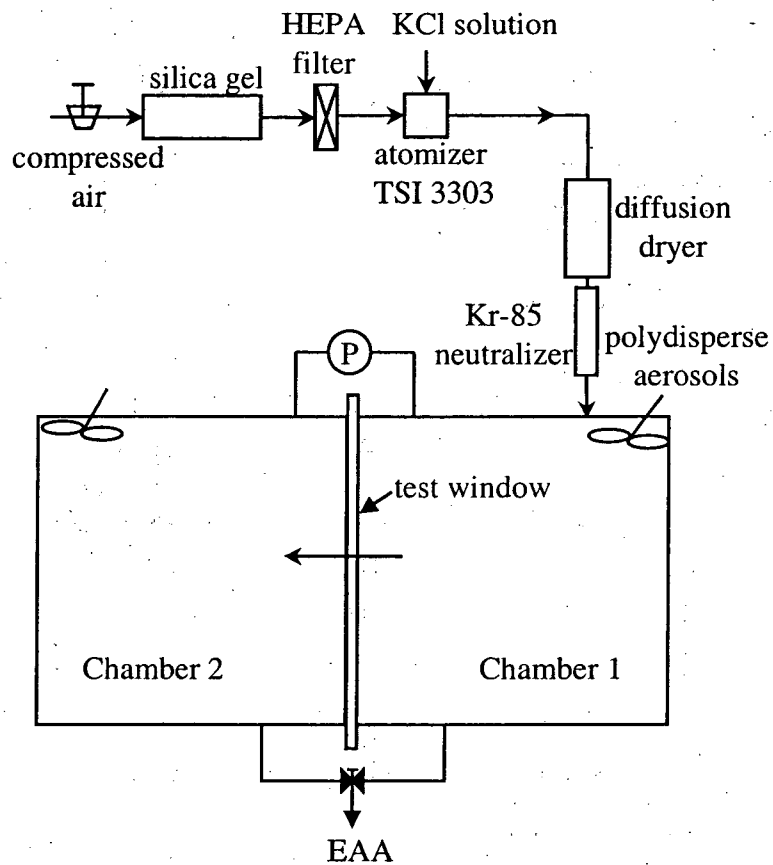 HEPA
filter
KCl solution
silica gel
compressed
air
atomizer
TSI 3303
diffusion
dryer
Kr-85
neutralizer
polydisperse
aerosols
P
test window
Chamber 2
Chamber 1
EAA